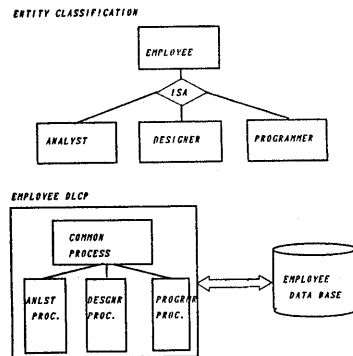 ENTITY CLASSIFICATION
EMPLOYEE
ISA
ANALYST DESIGNER PROGRAMMER
EMPLOYEE DLCP
COMMON
PROCESS
ANLST DESGNR PROGRMR
PROC. PROC. PROC.
EMPLOYEE
DATA BASE